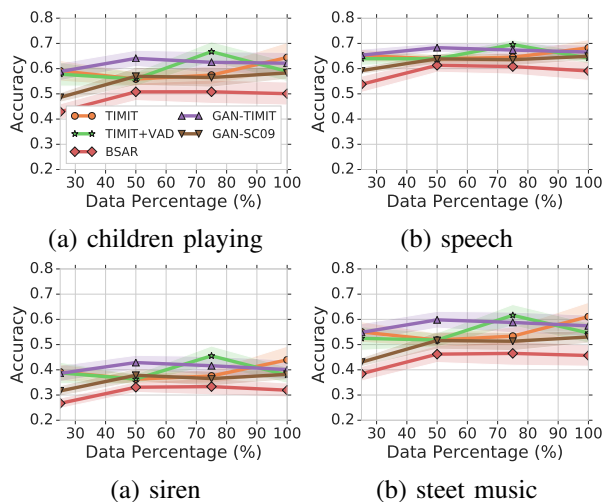 0.8
0.7
0.6
0.5
0.4
0.3
0.2
Accuracy
TIMIT
TIMIT+VAD
BSAR
GAN-TIMIT
GAN-SC09
30 40 50 60 70 80 90 100
Data Percentage (%)
(a) children playing
0.8
0.7
0.6
0.5
0.4
0.3
0.2
Accuracy
30 40 50 60 70 80 90 100
Data Percentage (%)
(b) speech
0.8
0.7
0.6
0.5
0.4
0.3
0.2
Accuracy
30 40 50 60 70 80 90 100
Data Percentage (%)
(a) siren
0.8
0.7
0.6
0.5
0.4
0.3
0.2
Accuracy
30 40 50 60 70 80 90 100
Data Percentage (%)
(b) steet music